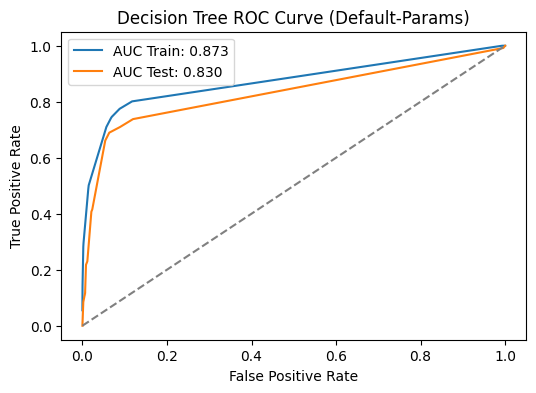 Decision Tree ROC Curve (Default-Params)
AUC Train: 0.873
AUC Test: 0.830
True Positive Rate
1.0
0.8
0.6
0.4
0.2
0.0
0.0 0.2 0.4 0.6 0.8 1.0
False Positive Rate